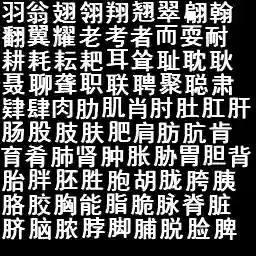 羽翁翅翎翔翘翠翩翰
翻翼耀老考者而耍耐
耕耗耘耙耳耸耻耽耿
聂聊聋职联聘聚聪肃
肆肄肉肋肌肖肘肚肛肝
肠股肢肤肥肩肪肮肯
育肴肺肾肿胀胁胃胆背
胎胖胚胜胞胡胧胯胰
胳胶胸能脂脆脉脊脏
脐脑脓脖脚脯脱脸脾